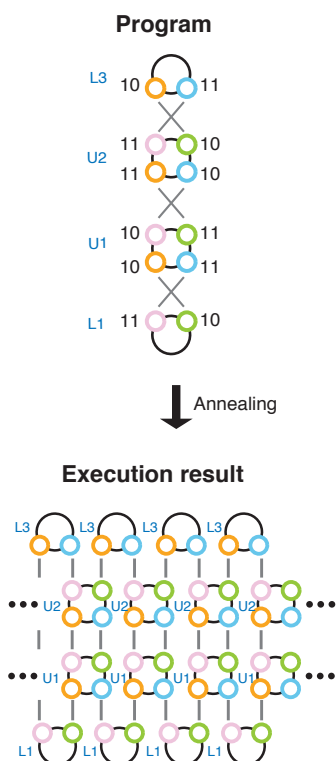 Program
L3 10 11
11 10
U2
11 10
10 11
U1
10 11
L1 11 10
Annealing
Execution result
L3 L3 L3 L3
••• U2 U2 U2 U2 •••
••• U1 U1 U1 U1 •••
L1 L1 L1 L1